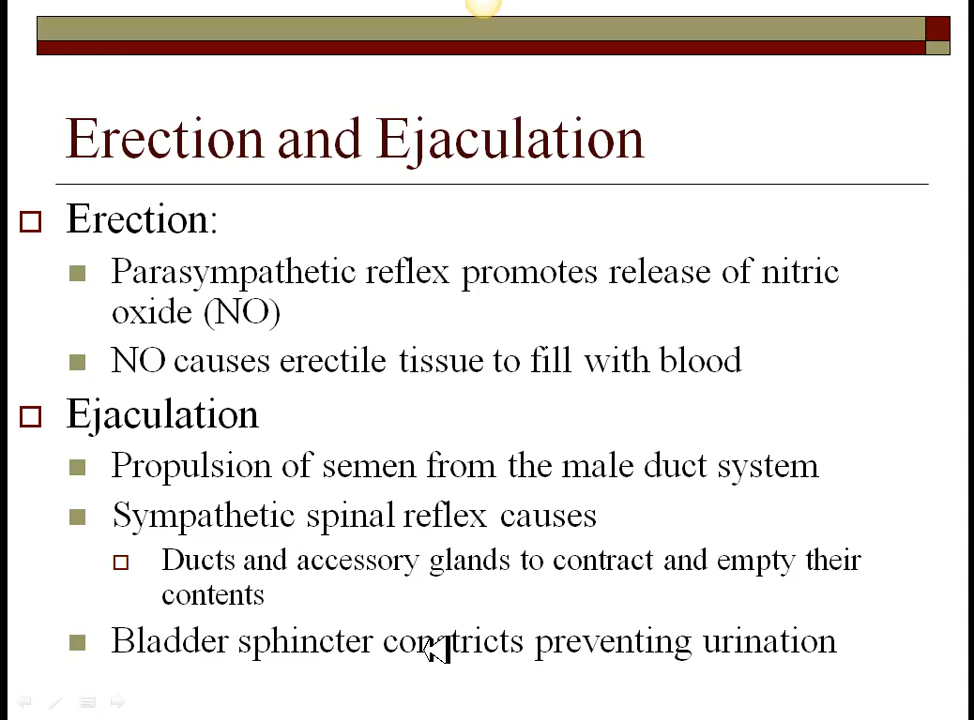 Erection and Ejaculation
Erection:
Parasympathetic reflex promotes release of nitric
oxide (NO)
NO causes erectile tissue to fill with blood
Ejaculation
Propulsion of semen from the male duct system
Sympathetic spinal reflex causes
Ducts and accessory glands to contract and empty their
contents
Bladder sphincter constricts preventing urination